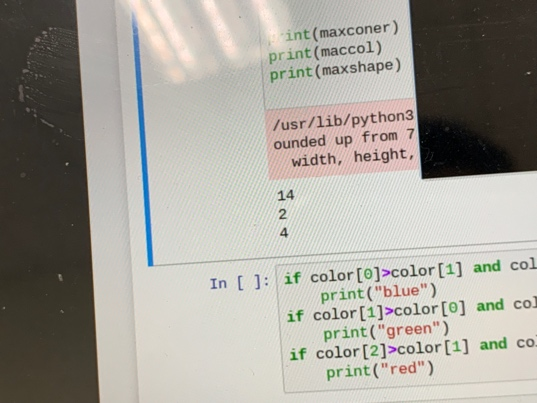 print(maxconer)
print(maccol)
print(maxshape)
/usr/lib/python3
ounded up from 7
width, height,
14
2
4
In [ ]: if color[0]>color[1] and col
print("blue")
if color[1]>color[0] and col
print("green")
if color[2]>color[1] and co
print("red")